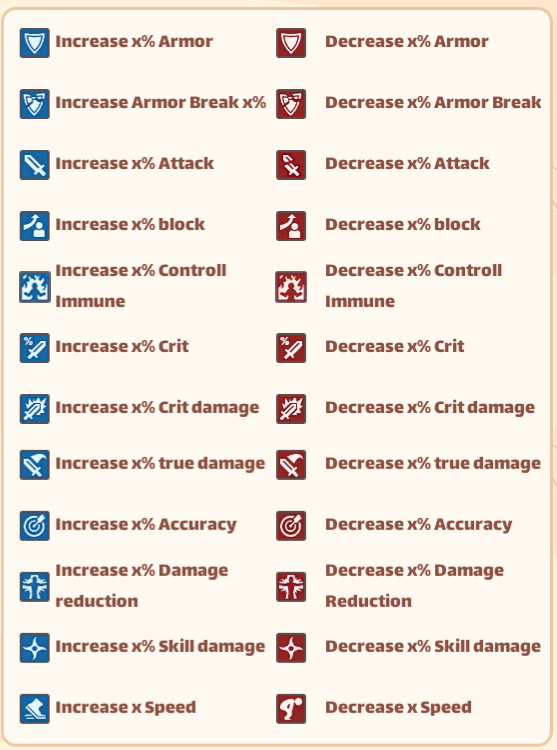 Increase x% Armor
Decrease x% Armor
Increase Armor Break x%
Decrease x% Armor Break
Increase x% Attack
Decrease x% Attack
Increase x% block
Decrease x% block
Increase x% Controll
Immune
Decrease x% Controll
Immune
Increase x% Crit
Decrease x% Crit
Increase x% Crit damage
Decrease x% Crit damage
Increase x% true damage
Decrease x% true damage
Increase x% Accuracy
Decrease x% Accuracy
Increase x% Damage
reduction
Decrease x% Damage
Reduction
Increase x% Skill damage
Decrease x% Skill damage
Increase x Speed
Decrease x Speed